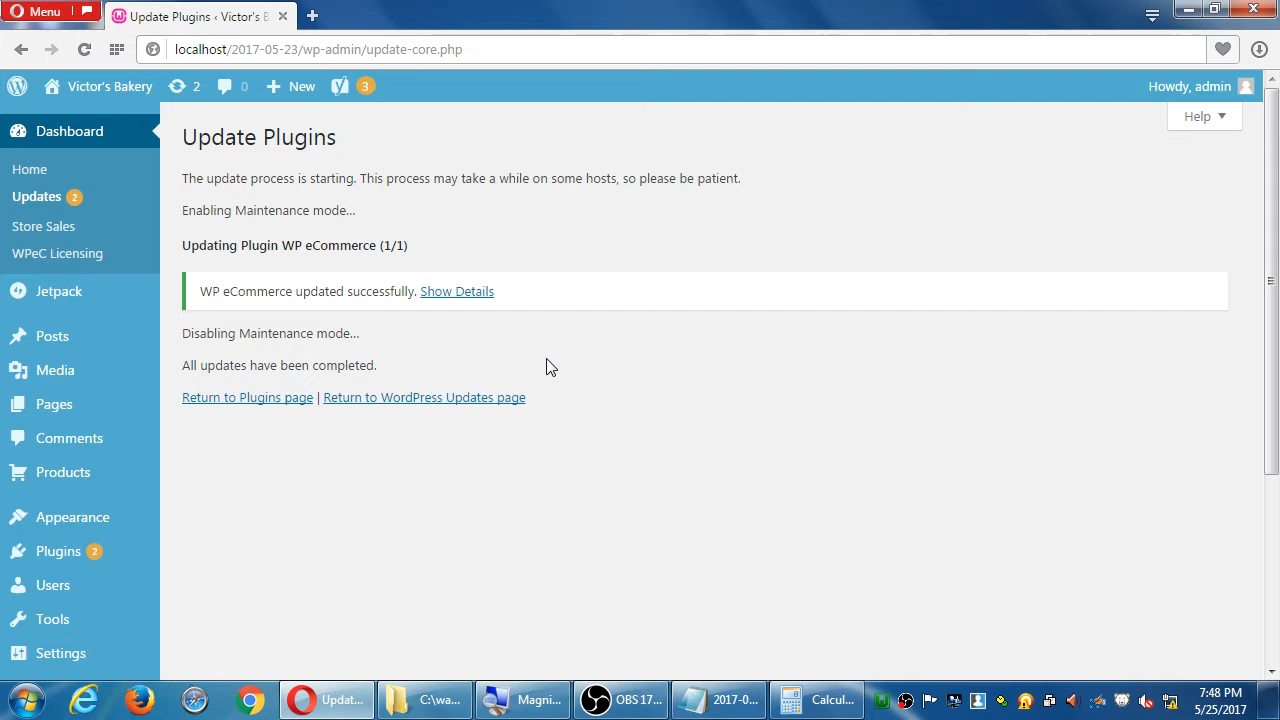 Menu
Update Plugins ‹ Victor's B
localhost/2017-05-23/wp-admin/update-core.php
Victor's Bakery 2 0 New 3 Howdy, admin
Help
Dashboard
Home
Updates 2
Store Sales
WPeC Licensing
Jetpack
Posts
Media
Pages
Comments
Products
Appearance
Plugins 2
Users
Tools
Settings
Update Plugins
The update process is starting. This process may take a while on some hosts, so please be patient.
Enabling Maintenance mode...
Updating Plugin WP eCommerce (1/1)
WP eCommerce updated successfully. Show Details
Disabling Maintenance mode...
All updates have been completed.
Return to Plugins page | Return to WordPress Updates page
Updat... C:\wa... Magni... OBS 17... 2017-0... Calcul...
7:48 PM
5/25/2017